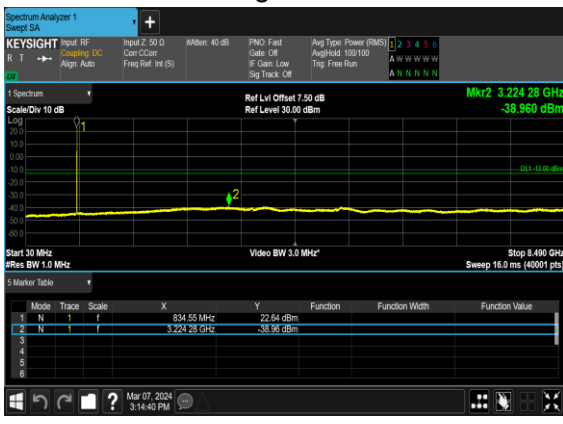 Spectrum Analyzer 1
Swept SA
+
KEYSIGHT Input: RF Input Z: 50 Ω #Atten: 40 dB PNO: Fast Avg Type: Power (RMS) 1 2 3 4 5 6
R T Coupling: DC Corr CCorr Gate: Off Avg|Hold: 100/100 A W W W W W
Align: Auto Freq Ref: Int (S) IF Gain: Low Trig: Free Run A N N N N N
Sig Track: Off
1 Spectrum Ref Lvl Offset 7.50 dB Mkr2 3.224 28 GHz
Scale/Div 10 dB Ref Level 30.00 dBm -38.960 dBm
Log
20.0 1
10.0
0.00
-10.0 DL1 -13.00 dBm
-20.0
-30.0 2
-40.0
-50.0
-60.0
Start 30 MHz Video BW 3.0 MHz* Stop 8.490 GHz
#Res BW 1.0 MHz Sweep 16.0 ms (40001 pts)
5 Marker Table
Mode Trace Scale X Y Function Function Width Function Value
1 N 1 f 834.55 MHz 22.64 dBm
2 N 1 f 3.224 28 GHz -38.96 dBm
3
4
5
6
? Mar 07, 2024
3:14:40 PM